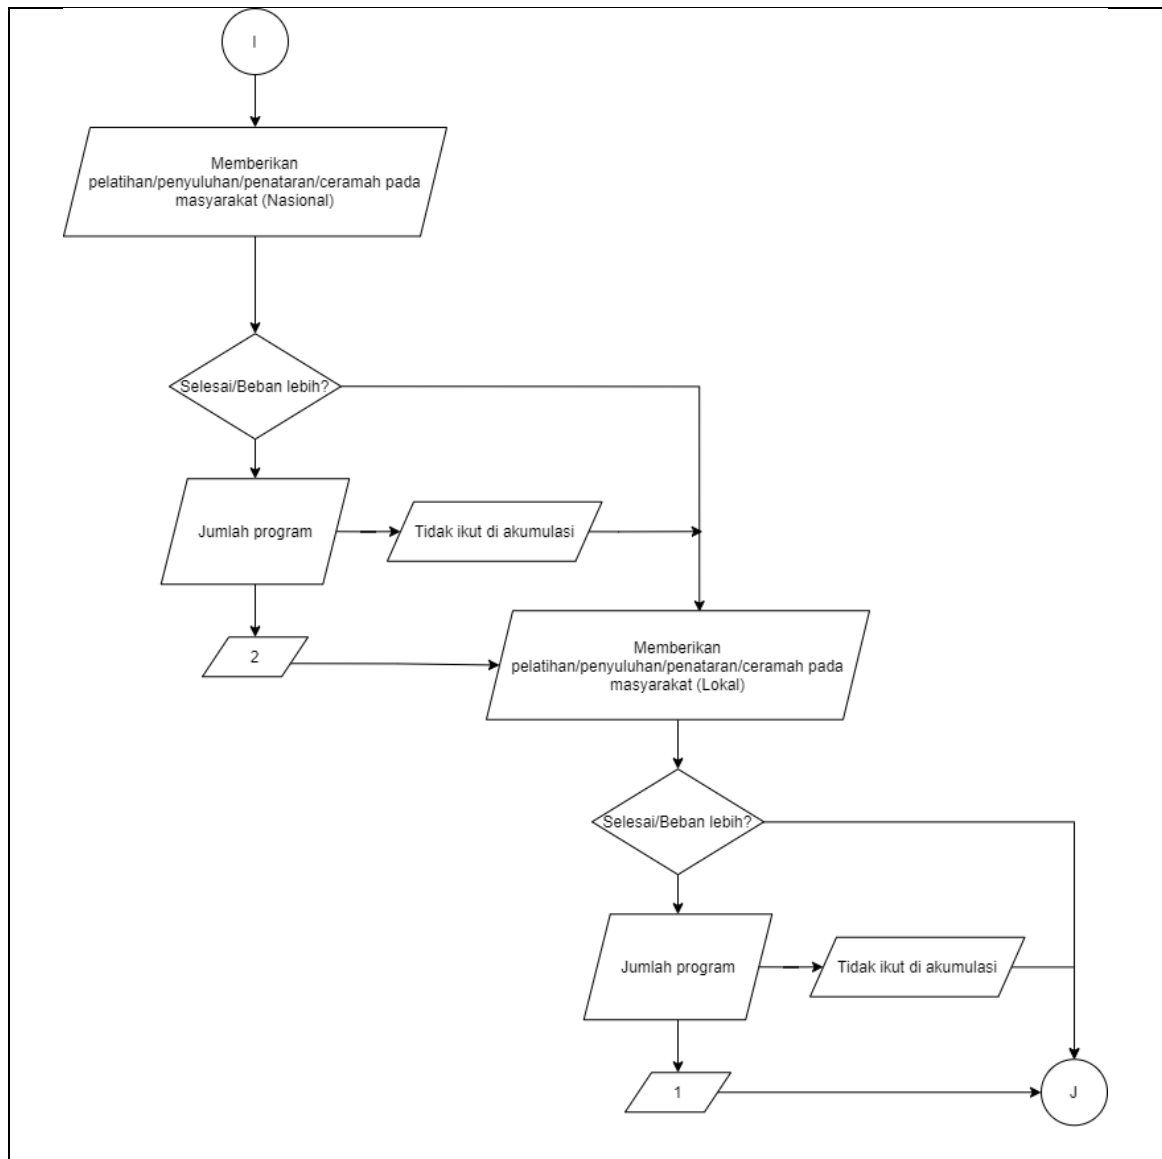 I
Memberikan
pelatihan/penyuluhan/penataran/ceramah pada
masyarakat (Nasional)
Selesai/Beban lebih?
Jumlah program
Tidak ikut di akumulasi
2
Memberikan
pelatihan/penyuluhan/penataran/ceramah pada
masyarakat (Lokal)
Selesai/Beban lebih?
Jumlah program
Tidak ikut di akumulasi
1
J